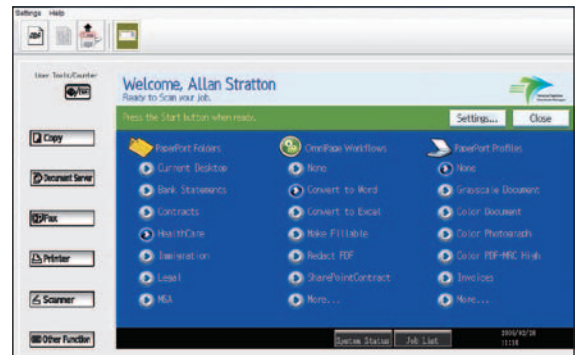 Settings Help
User Tools/Counter
Welcome, Allan Stratton
Ready to Scan your job.
Press the Start button when ready.
Settings...
Close
Copy
Document Server
Fax
Printer
Scanner
Other Function
PaperPort Folders
Current Desktop
Bank Statements
Contracts
HealthCare
Immigration
Legal
NSA
OmniPage Workflows
None
Convert to Word
Convert to Excel
Make Fillable
Redact PDF
SharePointContract
More...
PaperPort Profiles
None
Grayscale Document
Color Document
Color Photograph
Color PDF-MRC High
Invoices
More...
System Status
Job List
11:18